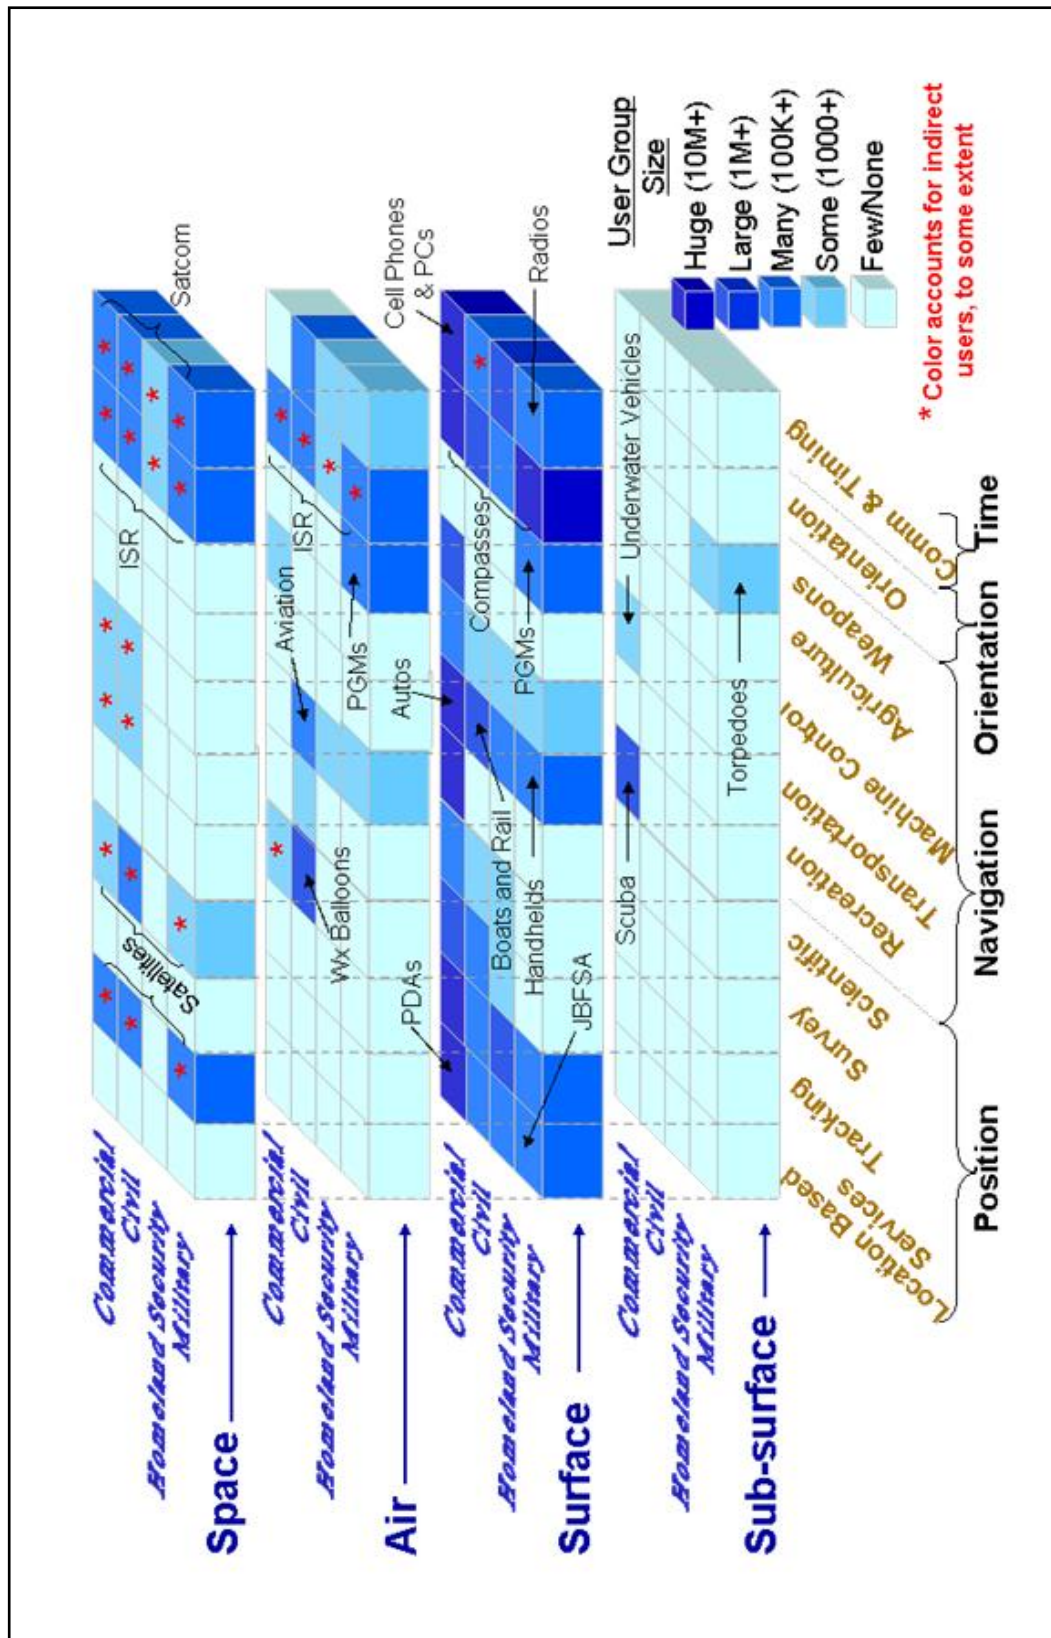 Commercial
Civil
Homeland Security
Military
Space
Satellites
ISR
Satcom
Commercial
Civil
Homeland Security
Military
Air
Wx Balloons
Aviation
PGMs
ISR
Commercial
Civil
Homeland Security
Military
Surface
PDAs
JBFSA
Boats and Rail
Handhelds
Autos
Compasses
PGMs
Cell Phones
& PCs
Radios
Commercial
Civil
Homeland Security
Military
Sub-surface
Scuba
Underwater Vehicles
Torpedoes
Location Based
Services
Tracking
Survey
Scientific
Recreation
Transportation
Machine Control
Agriculture
Weapons
Orientation
Comm & Timing
Position
Navigation
Orientation
Time
User Group
Size
Huge (10M+)
Large (1M+)
Many (100K+)
Some (1000+)
Few/None
* Color accounts for indirect
users, to some extent